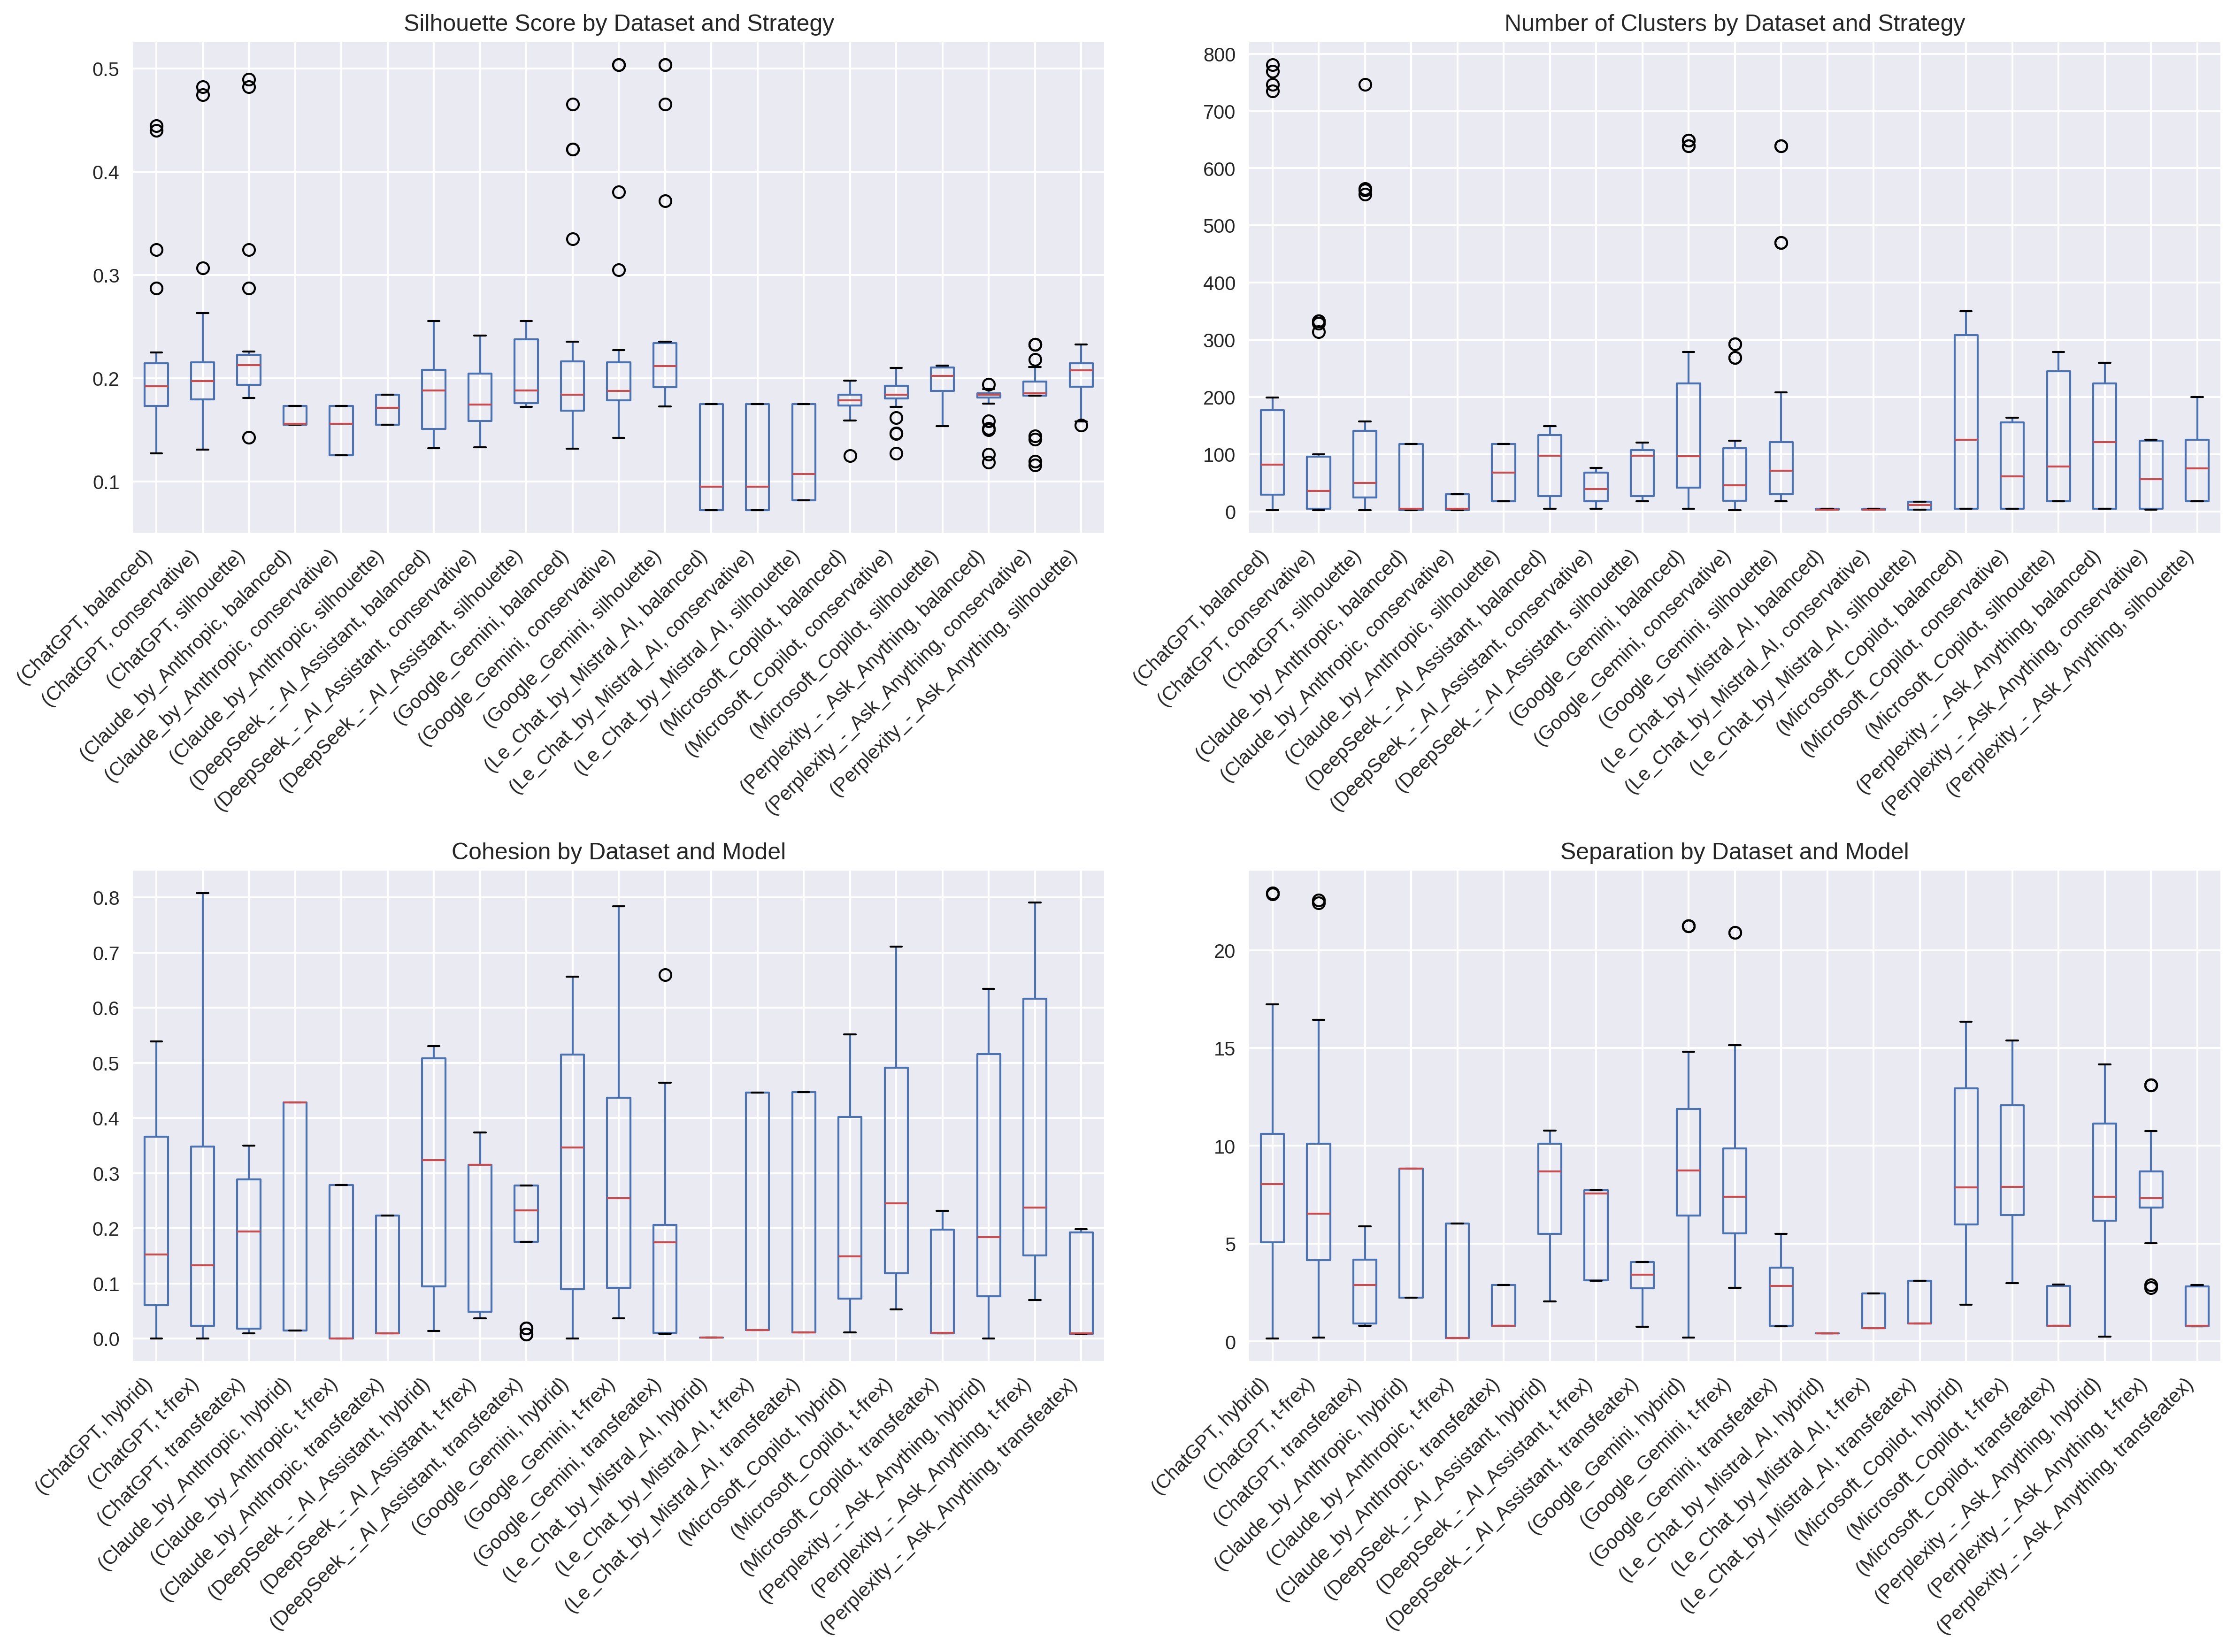 Silhouette Score by Dataset and Strategy
0.5
0.4
0.3
0.2
0.1
(ChatGPT, balanced)
(ChatGPT, conservative)
(ChatGPT, silhouette)
(Claude_by_Anthropic, balanced)
(Claude_by_Anthropic, conservative)
(Claude_by_Anthropic, silhouette)
(DeepSeek_-_AI_Assistant, balanced)
(DeepSeek_-_AI_Assistant, conservative)
(DeepSeek_-_AI_Assistant, silhouette)
(Google_Gemini, balanced)
(Google_Gemini, conservative)
(Google_Gemini, silhouette)
(Le_Chat_by_Mistral_AI, balanced)
(Le_Chat_by_Mistral_AI, conservative)
(Le_Chat_by_Mistral_AI, silhouette)
(Microsoft_Copilot, balanced)
(Microsoft_Copilot, conservative)
(Microsoft_Copilot, silhouette)
(Perplexity_-_Ask_Anything, balanced)
(Perplexity_-_Ask_Anything, conservative)
(Perplexity_-_Ask_Anything, silhouette)
Number of Clusters by Dataset and Strategy
800
700
600
500
400
300
200
100
0
(ChatGPT, balanced)
(ChatGPT, conservative)
(ChatGPT, silhouette)
(Claude_by_Anthropic, balanced)
(Claude_by_Anthropic, conservative)
(Claude_by_Anthropic, silhouette)
(DeepSeek_-_AI_Assistant, balanced)
(DeepSeek_-_AI_Assistant, conservative)
(DeepSeek_-_AI_Assistant, silhouette)
(Google_Gemini, balanced)
(Google_Gemini, conservative)
(Google_Gemini, silhouette)
(Le_Chat_by_Mistral_AI, balanced)
(Le_Chat_by_Mistral_AI, conservative)
(Le_Chat_by_Mistral_AI, silhouette)
(Microsoft_Copilot, balanced)
(Microsoft_Copilot, conservative)
(Microsoft_Copilot, silhouette)
(Perplexity_-_Ask_Anything, balanced)
(Perplexity_-_Ask_Anything, conservative)
(Perplexity_-_Ask_Anything, silhouette)
Cohesion by Dataset and Model
0.8
0.7
0.6
0.5
0.4
0.3
0.2
0.1
0.0
(ChatGPT, hybrid)
(ChatGPT, t-frex)
(ChatGPT, transfeatex)
(Claude_by_Anthropic, hybrid)
(Claude_by_Anthropic, t-frex)
(Claude_by_Anthropic, transfeatex)
(DeepSeek_-_AI_Assistant, hybrid)
(DeepSeek_-_AI_Assistant, t-frex)
(DeepSeek_-_AI_Assistant, transfeatex)
(Google_Gemini, hybrid)
(Google_Gemini, t-frex)
(Google_Gemini, transfeatex)
(Le_Chat_by_Mistral_AI, hybrid)
(Le_Chat_by_Mistral_AI, t-frex)
(Le_Chat_by_Mistral_AI, transfeatex)
(Microsoft_Copilot, hybrid)
(Microsoft_Copilot, t-frex)
(Microsoft_Copilot, transfeatex)
(Perplexity_-_Ask_Anything, hybrid)
(Perplexity_-_Ask_Anything, t-frex)
(Perplexity_-_Ask_Anything, transfeatex)
Separation by Dataset and Model
20
15
10
5
0
(ChatGPT, hybrid)
(ChatGPT, t-frex)
(ChatGPT, transfeatex)
(Claude_by_Anthropic, hybrid)
(Claude_by_Anthropic, t-frex)
(Claude_by_Anthropic, transfeatex)
(DeepSeek_-_AI_Assistant, hybrid)
(DeepSeek_-_AI_Assistant, t-frex)
(DeepSeek_-_AI_Assistant, transfeatex)
(Google_Gemini, hybrid)
(Google_Gemini, t-frex)
(Google_Gemini, transfeatex)
(Le_Chat_by_Mistral_AI, hybrid)
(Le_Chat_by_Mistral_AI, t-frex)
(Le_Chat_by_Mistral_AI, transfeatex)
(Microsoft_Copilot, hybrid)
(Microsoft_Copilot, t-frex)
(Microsoft_Copilot, transfeatex)
(Perplexity_-_Ask_Anything, hybrid)
(Perplexity_-_Ask_Anything, t-frex)
(Perplexity_-_Ask_Anything, transfeatex)